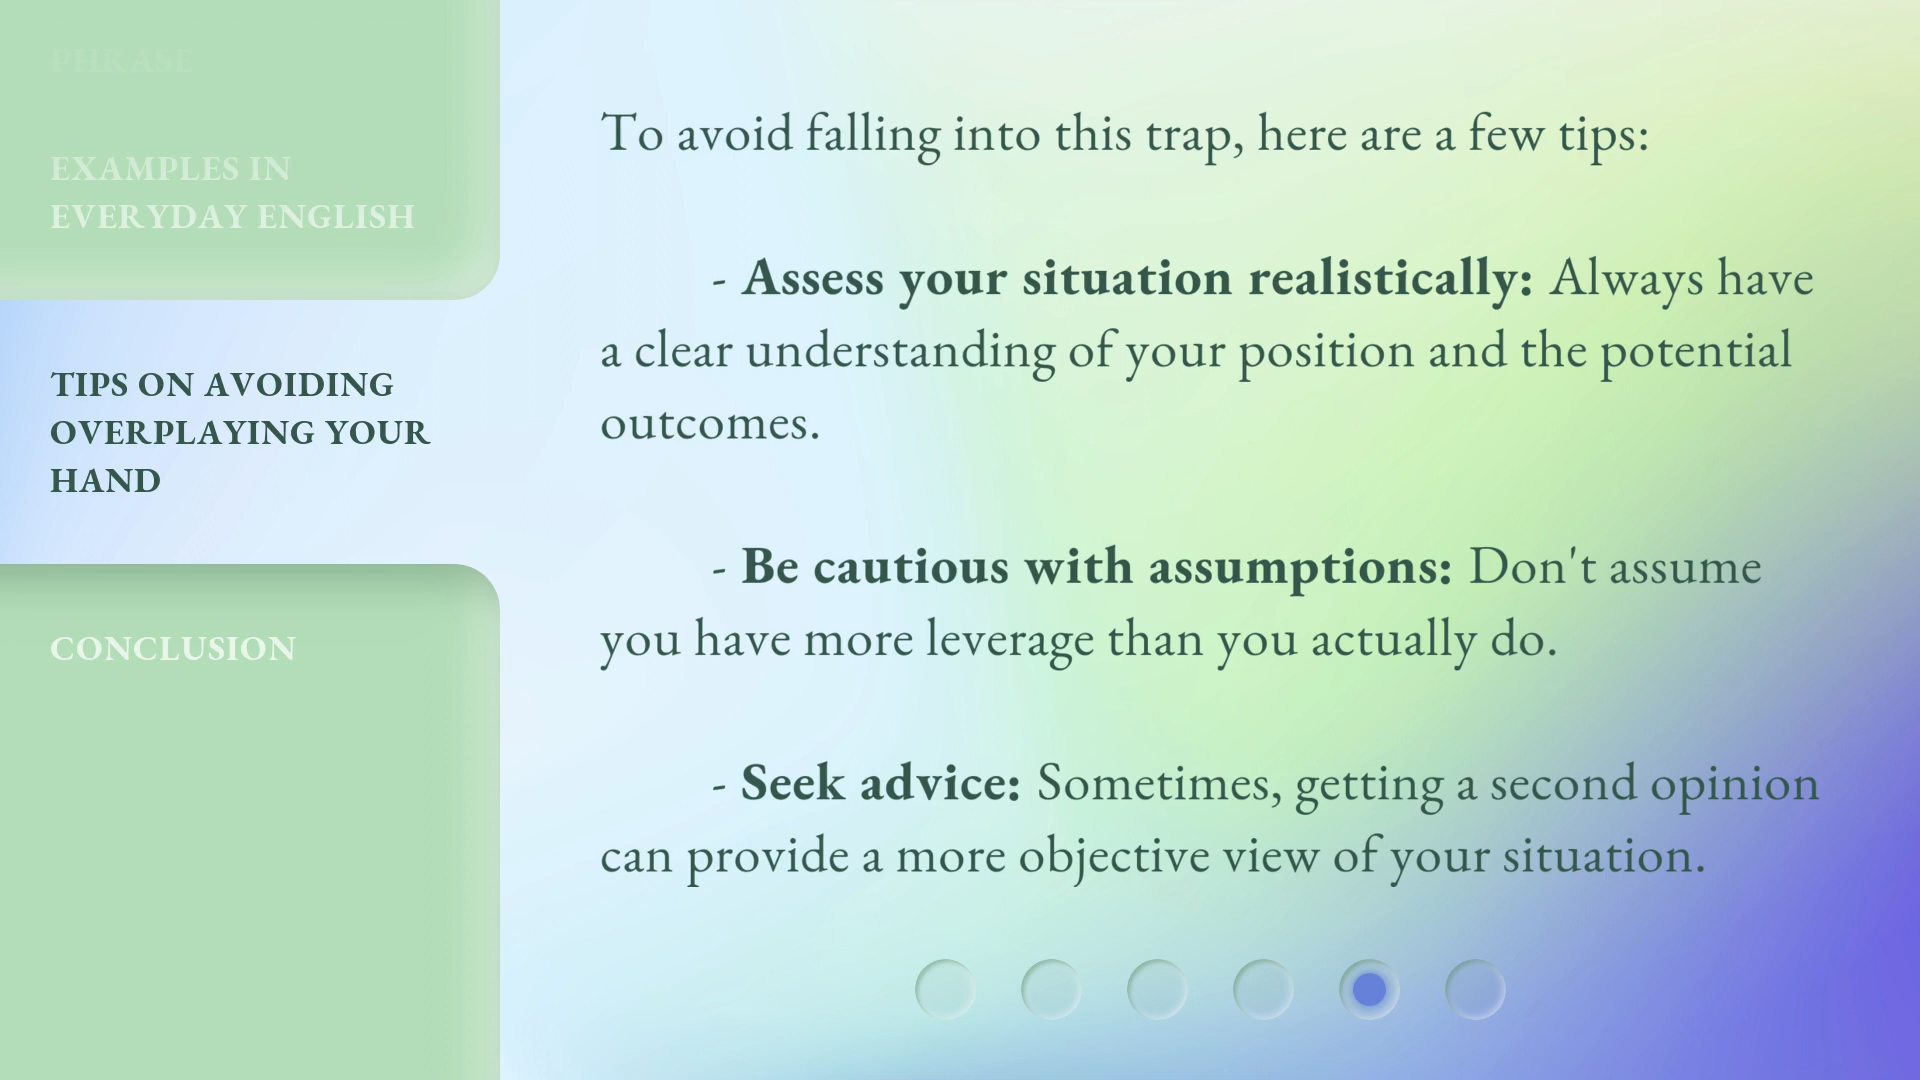 PHRASE
EXAMPLES IN
EVERYDAY ENGLISH
TIPS ON AVOIDING
OVERPLAYING YOUR
HAND
CONCLUSION
To avoid falling into this trap, here are a few tips:
- Assess your situation realistically: Always have
a clear understanding of your position and the potential
outcomes.
- Be cautious with assumptions: Don't assume
you have more leverage than you actually do.
- Seek advice: Sometimes, getting a second opinion
can provide a more objective view of your situation.